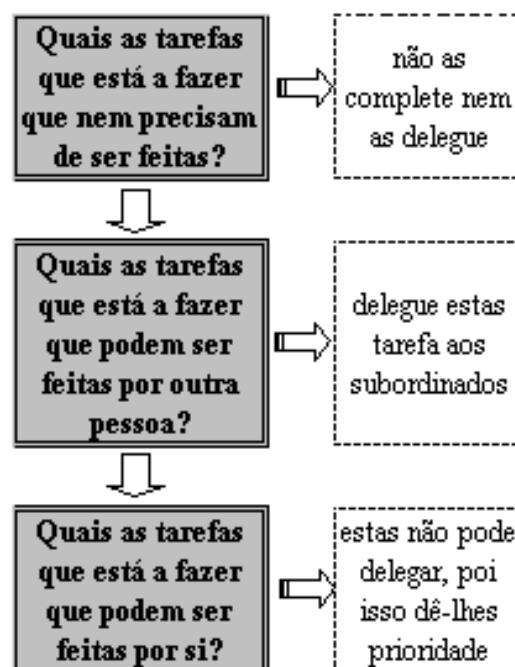 Quais as tarefas
que está a fazer
que nem precisam
de ser feitas?
não as
complete nem
as delegue
Quais as tarefas
que está a fazer
que podem ser
feitas por outra
pessoa?
delegue estas
tarefa aos
subordinados
Quais as tarefas
que está a fazer
que podem ser
feitas por si?
estas não pode
delegar, poi
isso dê-lhes
prioridade